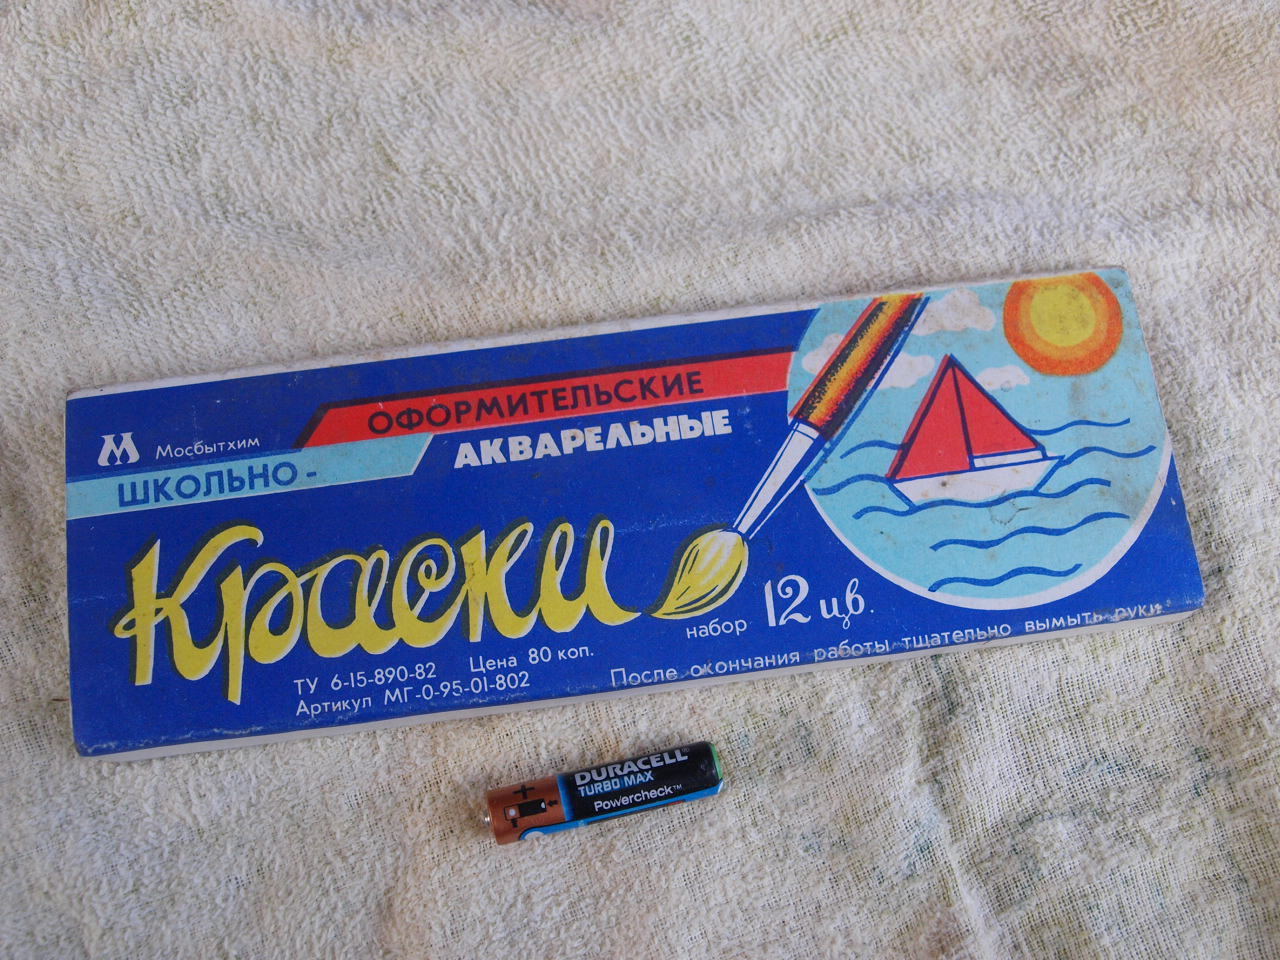 Мосбытхим
ОФОРМИТЕЛЬСКИЕ
ШКОЛЬНО-
АКВАРЕЛЬНЫЕ
Краски
набор 12 цв.
ТУ 6-15-890-82 Цена 80 коп.
Артикул МГ-0-95-01-802
После окончания работы тщательно вымыть руки
DURACELL®
TURBO MAX
Powercheck™